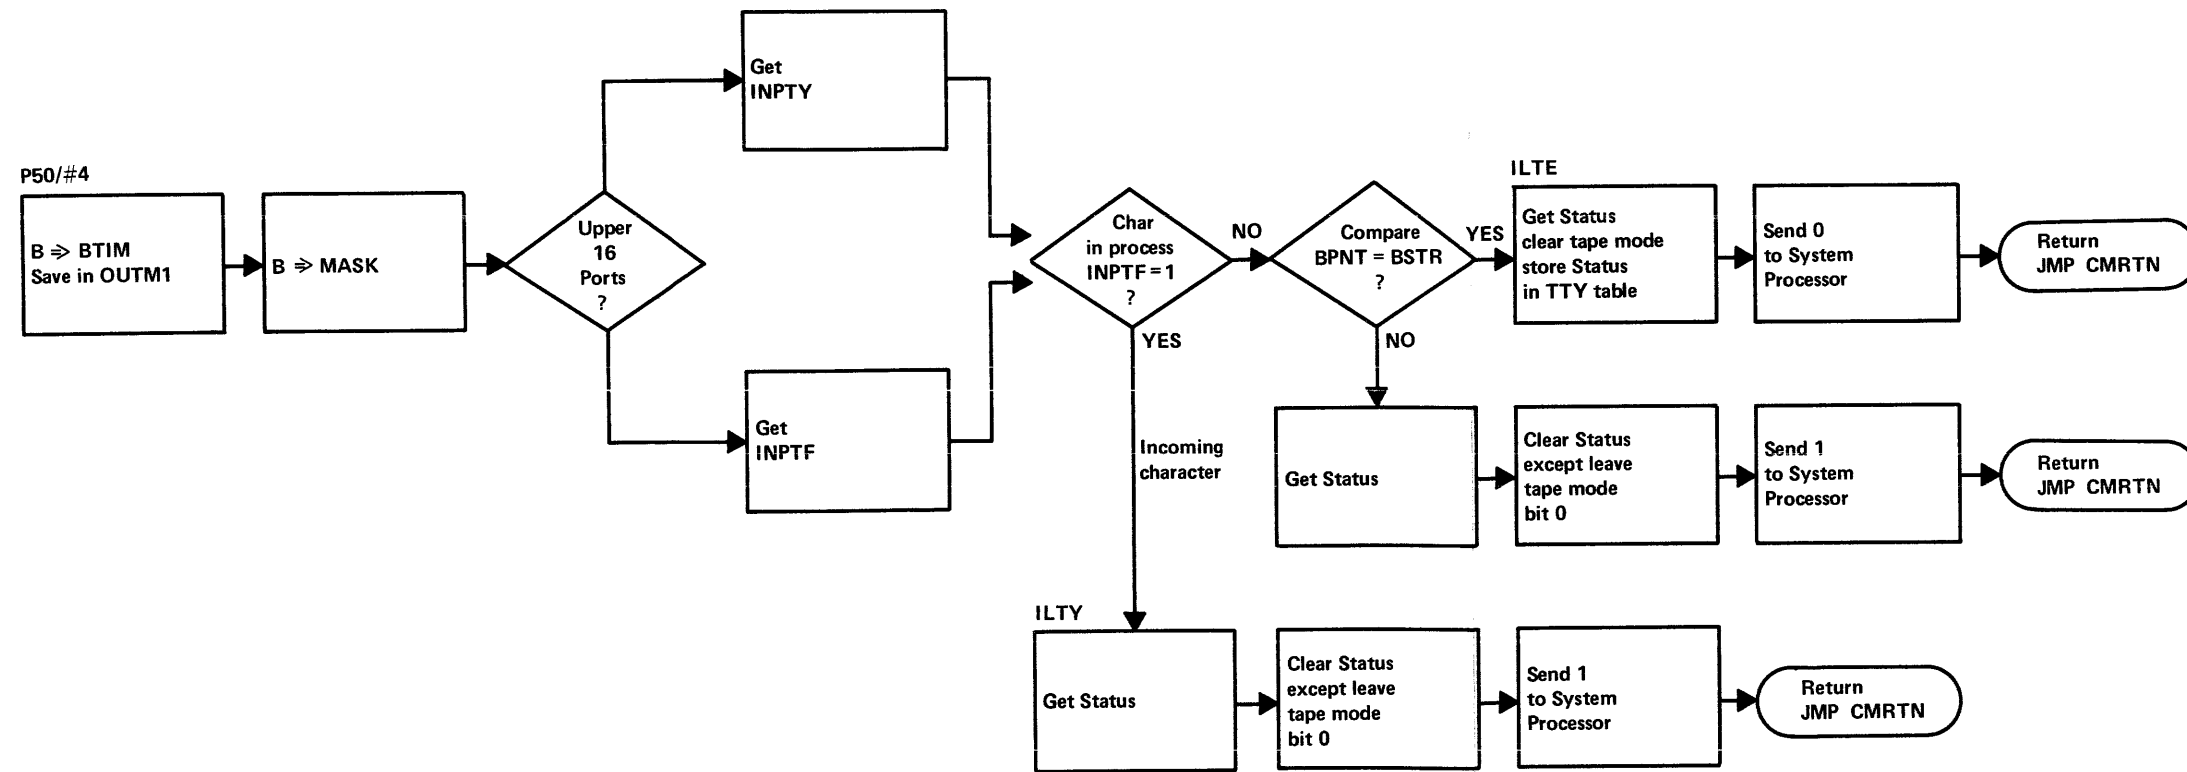 P50/#4
B => BTIM
Save in OUTM1
B => MASK
Upper
16
Ports
?
Get
INPTY
Get
INPTF
Char
in process
INPTF = 1
?
NO
YES
Incoming
character
Compare
BPNT = BSTR
?
YES
NO
ILTE
Get Status
clear tape mode
store Status
in TTY table
Send 0
to System
Processor
Return
JMP CMRTN
Get Status
Clear Status
except leave
tape mode
bit 0
Send 1
to System
Processor
Return
JMP CMRTN
ILTY
Get Status
Clear Status
except leave
tape mode
bit 0
Send 1
to System
Processor
Return
JMP CMRTN